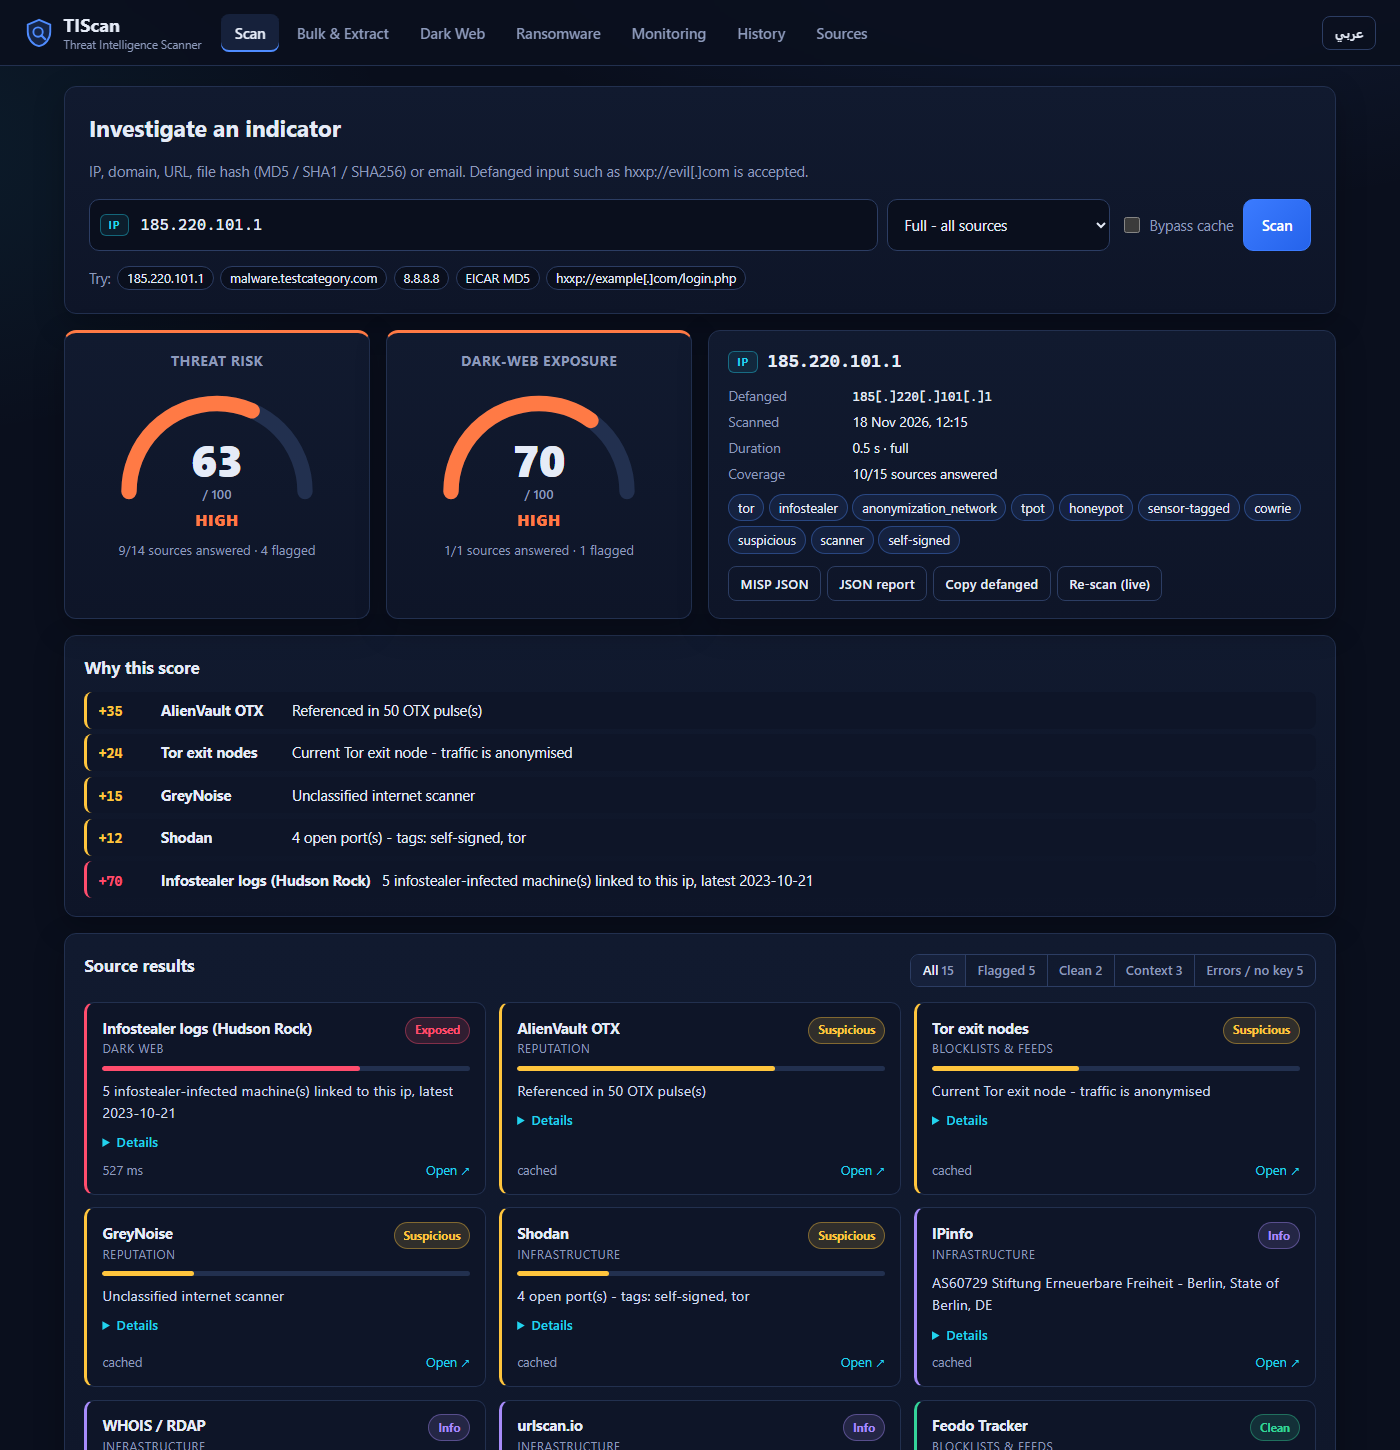 TIScan
Threat Intelligence Scanner
Scan
Bulk & Extract
Dark Web
Ransomware
Monitoring
History
Sources
عربي
Investigate an indicator
IP, domain, URL, file hash (MD5 / SHA1 / SHA256) or email. Defanged input such as hxxp://evil[.]com is accepted.
IP 185.220.101.1
Full - all sources
Bypass cache
Scan
Try: 185.220.101.1 malware.testcategory.com 8.8.8.8 EICAR MD5 hxxp://example[.]com/login.php
THREAT RISK
63
/ 100
HIGH
9/14 sources answered · 4 flagged
DARK-WEB EXPOSURE
70
/ 100
HIGH
1/1 sources answered · 1 flagged
IP 185.220.101.1
Defanged 185[.]220[.]101[.]1
Scanned 18 Nov 2026, 12:15
Duration 0.5 s · full
Coverage 10/15 sources answered
tor infostealer anonymization_network tpot honeypot sensor-tagged cowrie
suspicious scanner self-signed
MISP JSON JSON report Copy defanged Re-scan (live)
Why this score
+35 AlienVault OTX Referenced in 50 OTX pulse(s)
+24 Tor exit nodes Current Tor exit node - traffic is anonymised
+15 GreyNoise Unclassified internet scanner
+12 Shodan 4 open port(s) - tags: self-signed, tor
+70 Infostealer logs (Hudson Rock) 5 infostealer-infected machine(s) linked to this ip, latest 2023-10-21
Source results
All 15 Flagged 5 Clean 2 Context 3 Errors / no key 5
Infostealer logs (Hudson Rock) Exposed
DARK WEB
5 infostealer-infected machine(s) linked to this ip, latest
2023-10-21
▶ Details
527 ms Open ↗
AlienVault OTX Suspicious
REPUTATION
Referenced in 50 OTX pulse(s)
▶ Details
cached Open ↗
Tor exit nodes Suspicious
BLOCKLISTS & FEEDS
Current Tor exit node - traffic is anonymised
▶ Details
cached Open ↗
GreyNoise Suspicious
REPUTATION
Unclassified internet scanner
▶ Details
cached Open ↗
Shodan Suspicious
INFRASTRUCTURE
4 open port(s) - tags: self-signed, tor
▶ Details
cached Open ↗
IPinfo Info
INFRASTRUCTURE
AS60729 Stiftung Erneuerbare Freiheit - Berlin, State of
Berlin, DE
▶ Details
cached Open ↗
WHOIS / RDAP Info
INFRASTRUCTURE
urlscan.io Info
INFRASTRUCTURE
Feodo Tracker Clean
BLOCKLISTS & FEEDS